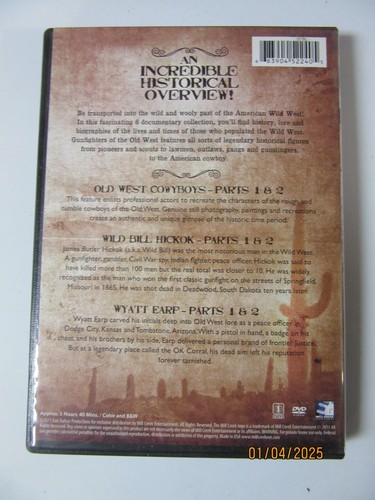 AN
INCREDIBLE
HISTORICAL
OVERVIEW!
Be transported into the wild and wooly past of the American Wild West!
In this fascinating 6 documentary collection, you'll find history, lore and
biographies of the lives and times of those who populated the Wild West.
Gunfighters of the Old West features all sorts of legendary historical figures
from pioneers and scouts to lawmen, outlaws, gangs and gunslingers,
to the American cowboy.
OLD WEST COWBOYS - PARTS 1 & 2
This feature enlists professional actors to recreate the characters of the rough and
tumble cowboys of the Old West. Genuine still photography, paintings and recreations
create an authentic and unique glimpse of the historic time period.
WILD BILL HICKOK - PARTS 1 & 2
James Butler Hickok (a.k.a. Wild Bill) was the most notorious man in the Wild West.
A gunfighter, gambler, Civil War spy, Indian fighter, peace officer, Hickok was said to
have killed more than 100 men but the real total was closer to 10. He was widely
recognized as the man who won the first classic gunfight on the streets of Springfield,
Missouri in 1865. He was shot dead in Deadwood, South Dakota ten years later.
WYATT EARP - PARTS 1 & 2
Wyatt Earp carved his initials deep into Old West lore as a peace officer in
Dodge City, Kansas and Tombstone, Arizona. With a pistol in hand, a badge on his
chest, and his brothers by his side, Earp delivered a personal brand of frontier justice.
But at a legendary place called the OK Corral, his dead aim left his reputation
forever tarnished.
Approx. 5 Hours 40 Mins. / Color and B&W
DVD
01/04/2025